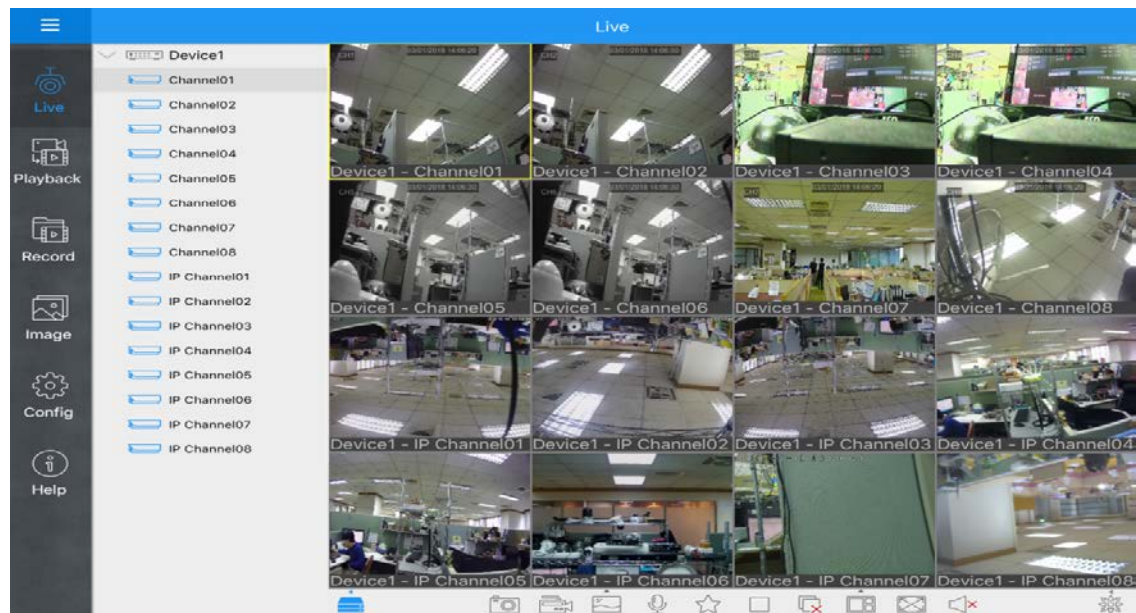 Live
Live
Playback
Record
Image
Config
Help
Device1
Channel01
Channel02
Channel03
Channel04
Channel05
Channel06
Channel07
Channel08
IP Channel01
IP Channel02
IP Channel03
IP Channel04
IP Channel05
IP Channel06
IP Channel07
IP Channel08
CH1
CH2
Device1 - Channel01
Device1 - Channel02
Device1 - Channel03
Device1 - Channel04
Device1 - Channel05
Device1 - Channel06
Device1 - Channel07
Device1 - Channel08
Device1 - IP Channel01
Device1 - IP Channel02
Device1 - IP Channel03
Device1 - IP Channel04
Device1 - IP Channel05
Device1 - IP Channel06
Device1 - IP Channel07
Device1 - IP Channel08